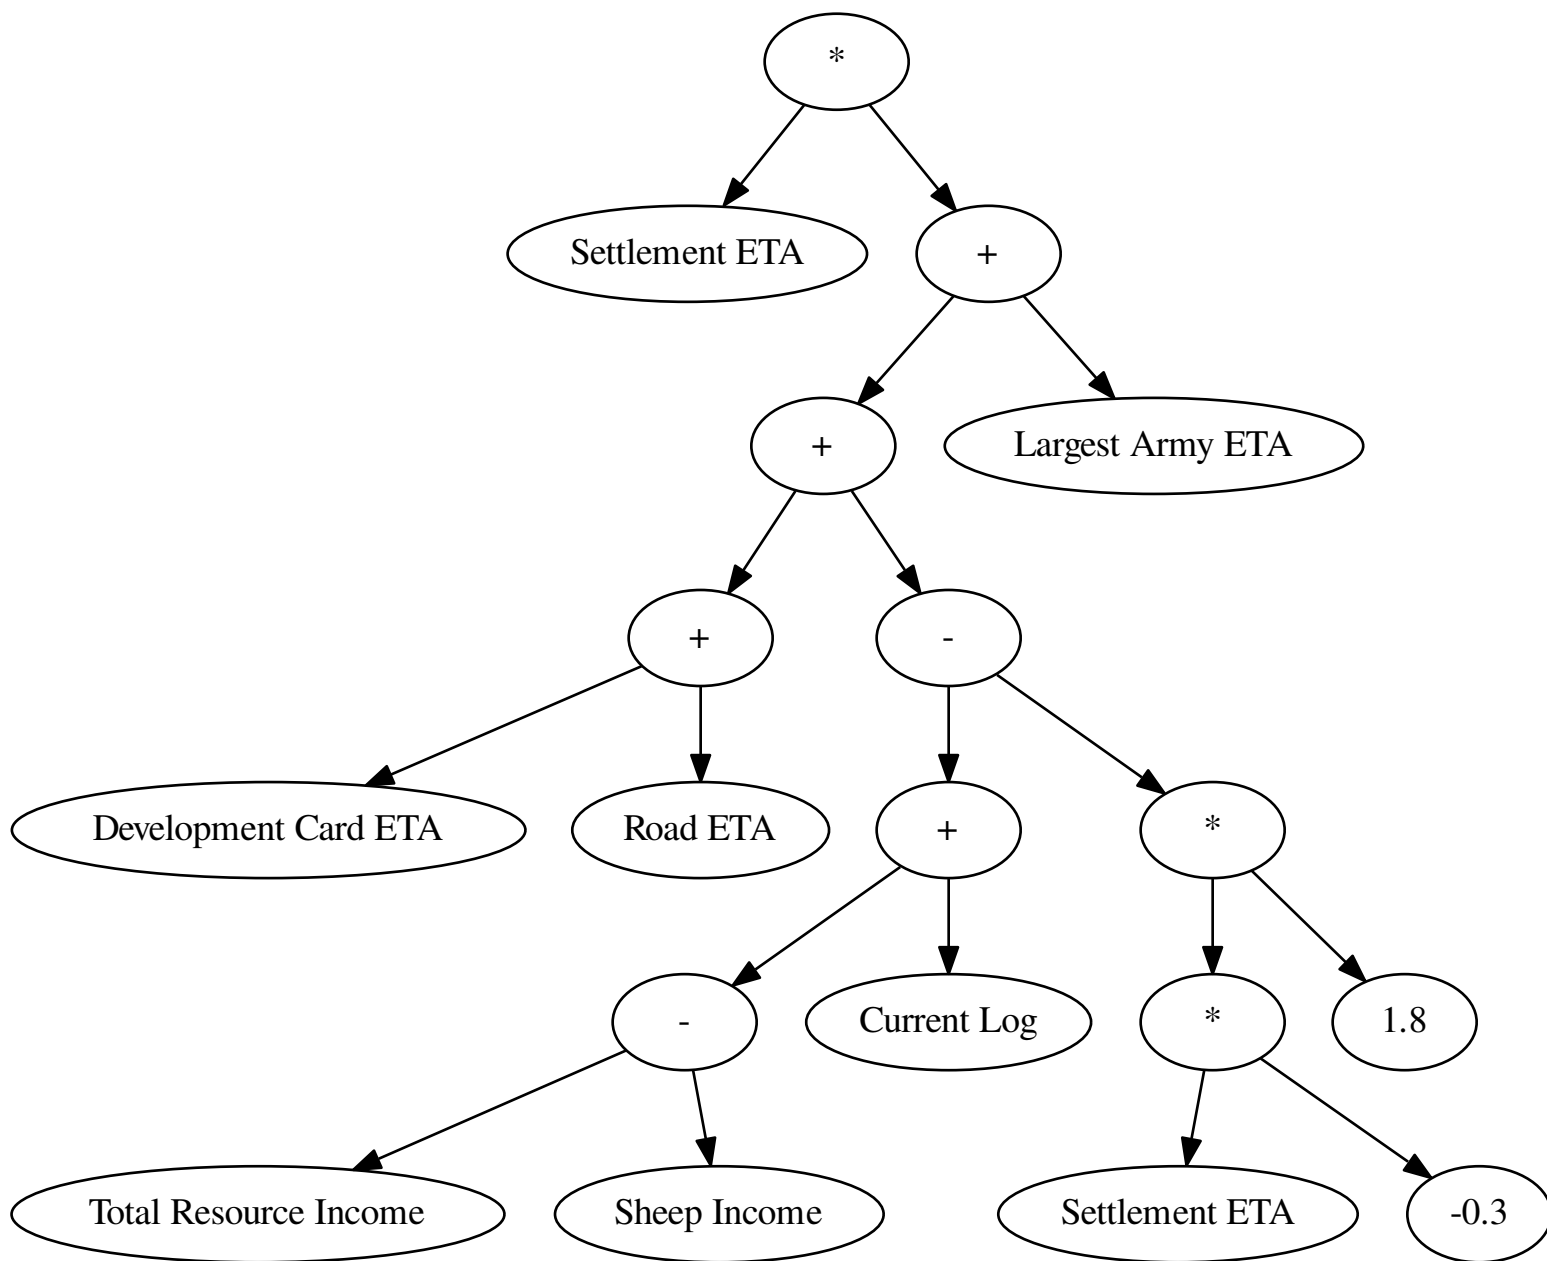 *
Settlement ETA
+
+
Largest Army ETA
+
-
Development Card ETA
Road ETA
+
*
-
Current Log
*
1.8
Total Resource Income
Sheep Income
Settlement ETA
-0.3